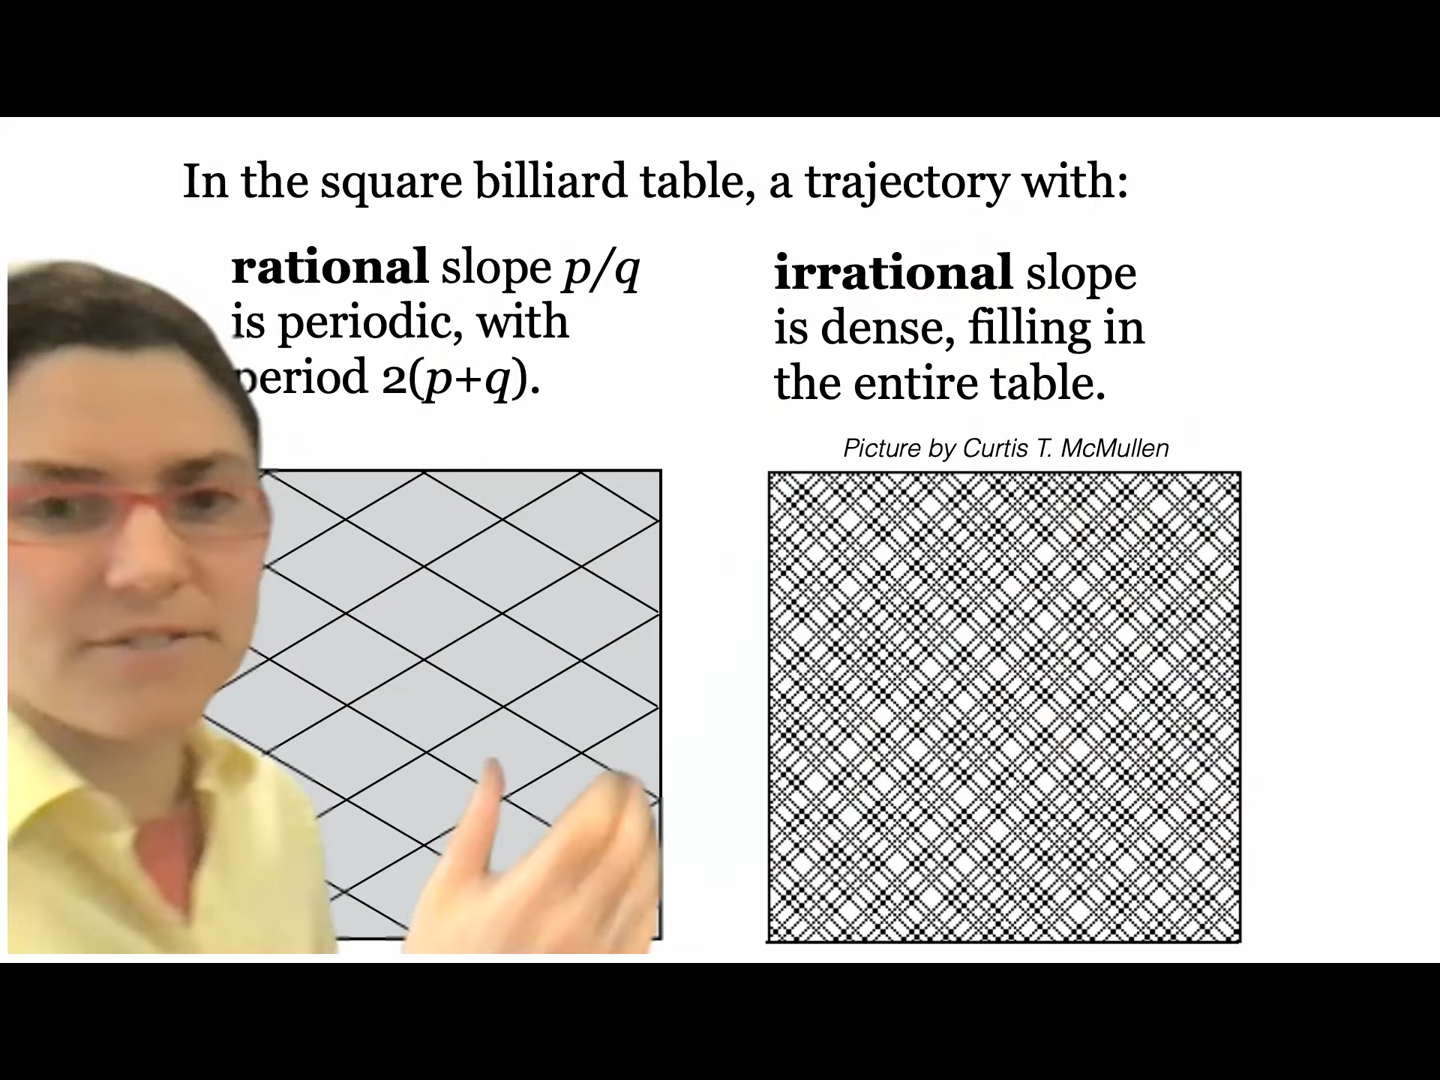 In the square billiard table, a trajectory with:
rational slope p/q
is periodic, with
period 2(p+q).
irrational slope
is dense, filling in
the entire table.
Picture by Curtis T. McMullen